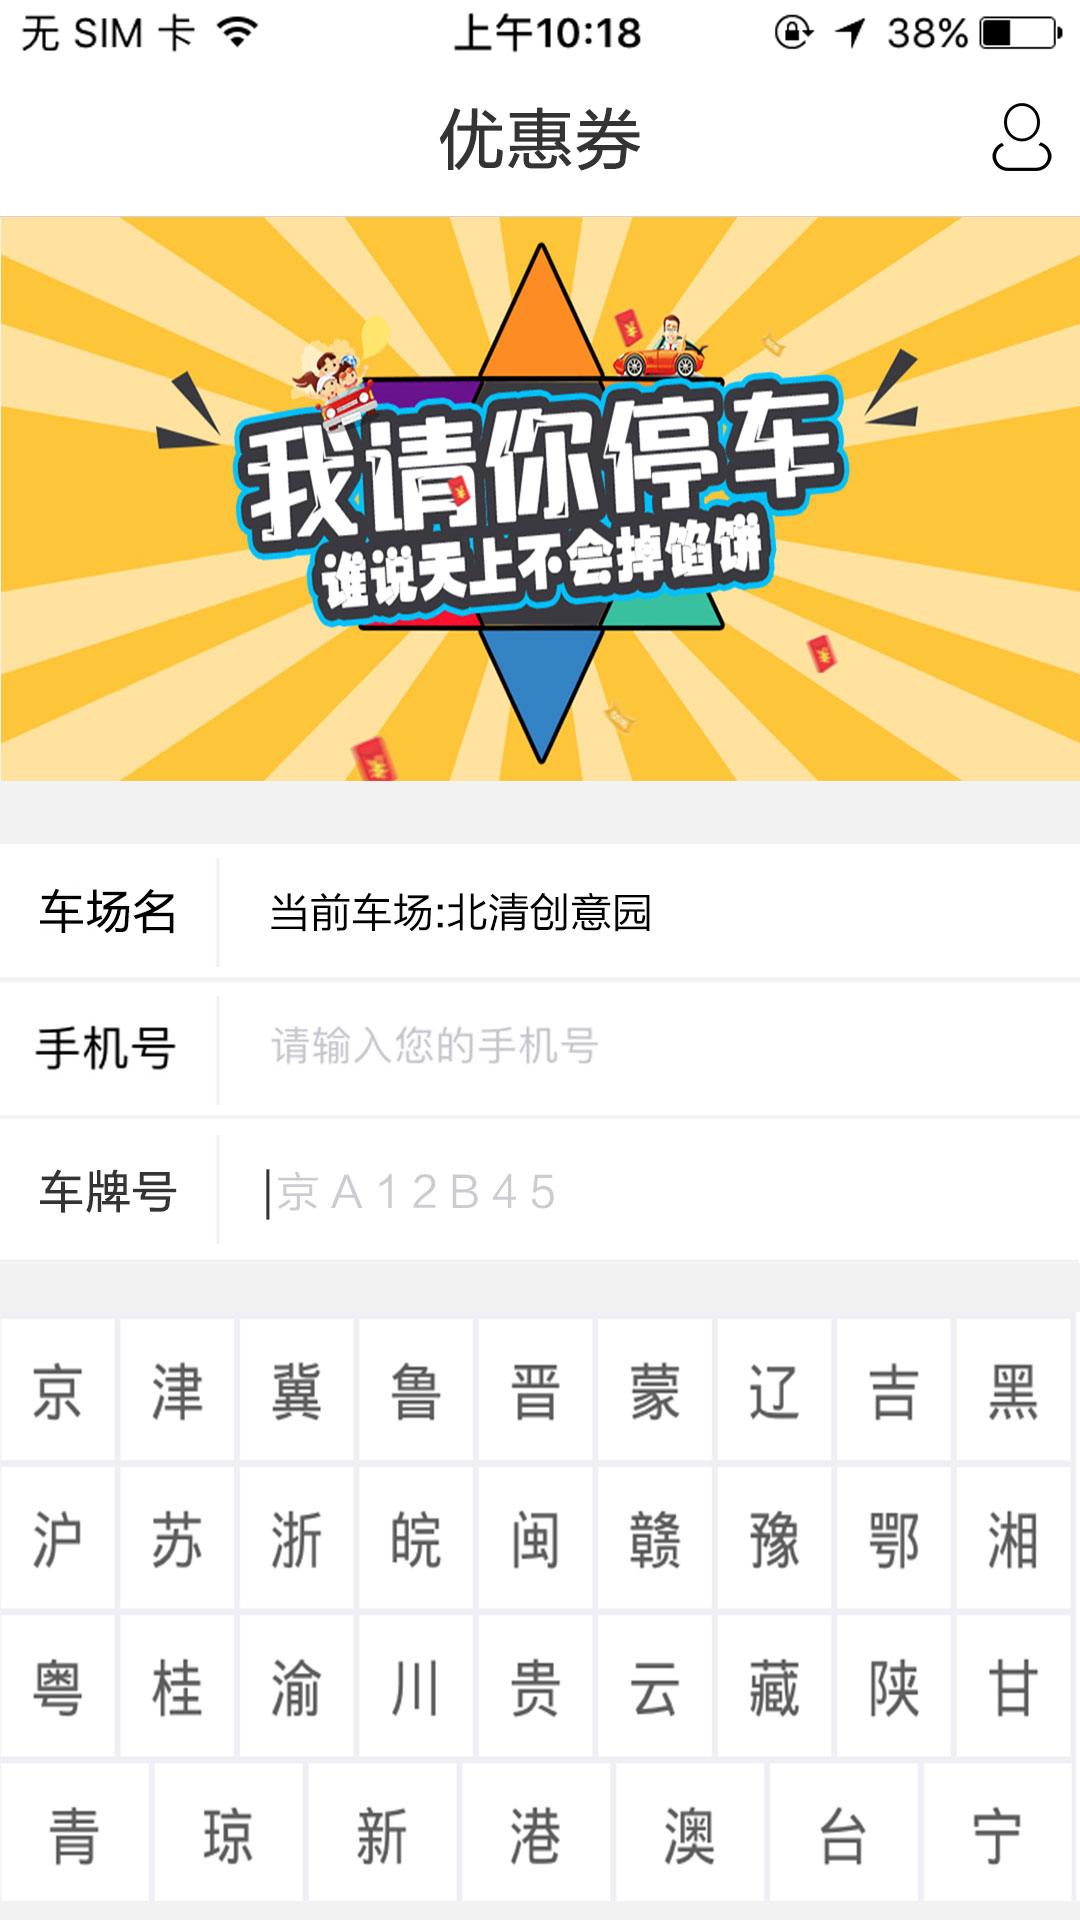 无 SIM 卡 上午10:18 38%
优惠券
我请你停车
谁说天上不会掉馅饼
车场名 当前车场:北清创意园
手机号 请输入您的手机号
车牌号 京A12B45
京 津 冀 鲁 晋 蒙 辽 吉 黑
沪 苏 浙 皖 闽 赣 豫 鄂 湘
粤 桂 渝 川 贵 云 藏 陕 甘
青 琼 新 港 澳 台 宁